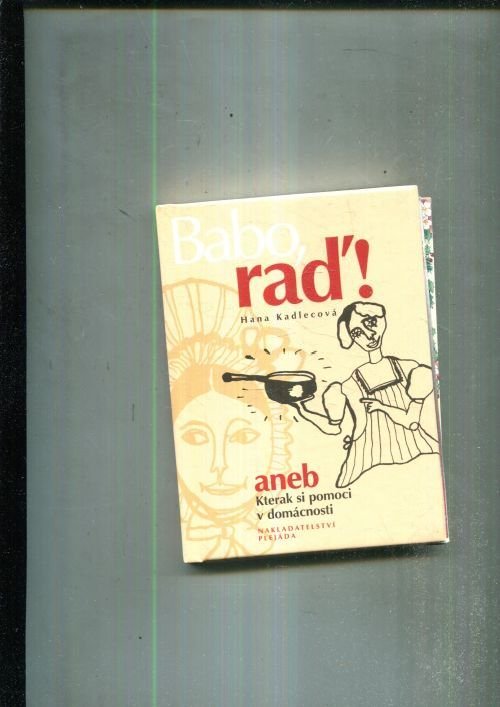 Babo,
raď!
Hana Kadlecová
aneb
Kterak si pomoci
v domácnosti
NAKLADATELSTVÍ
PLEJÁDA